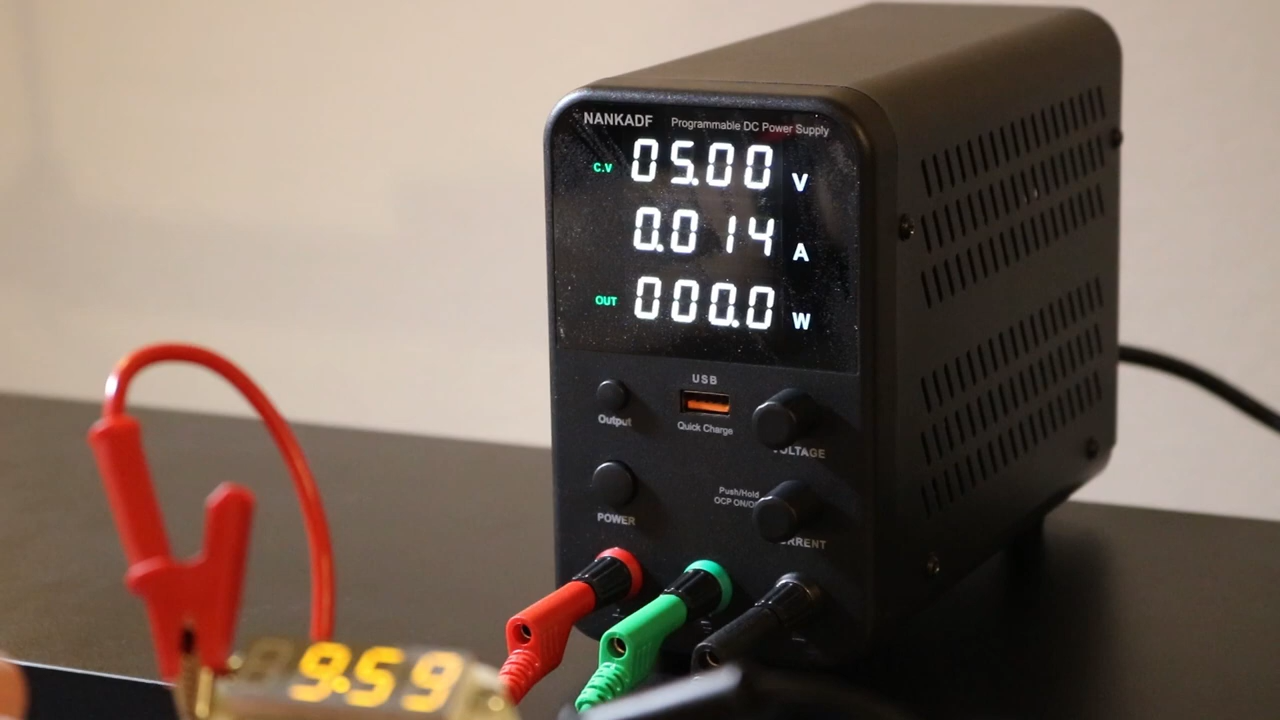 NANKADF Programmable DC Power Supply
C.V 05.00 V
0.014 A
OUT 000.0 W
USB
Output
Quick Charge
VOLTAGE
Push/Hold
POWER
OCP ON/OFF
CURRENT
9:59